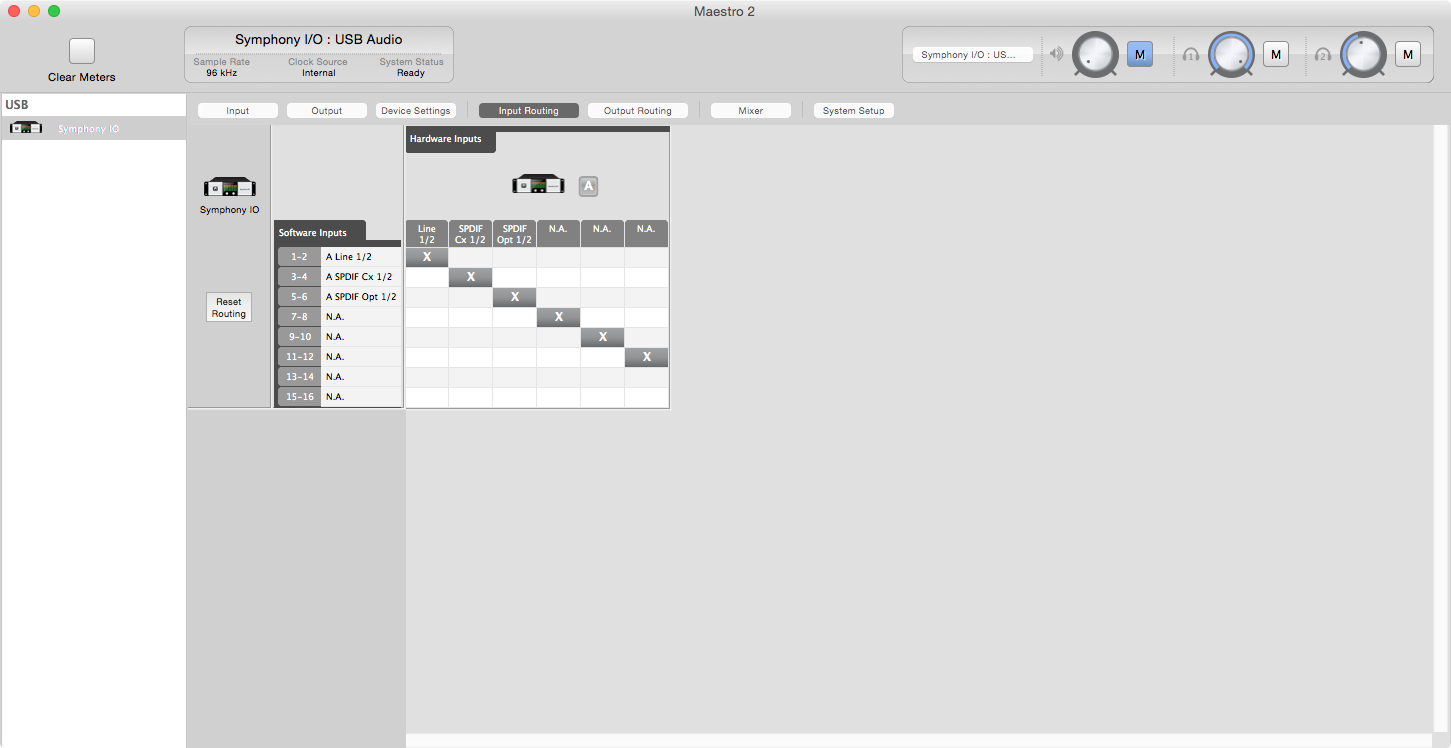 Maestro 2
Clear Meters
Symphony I/O : USB Audio
Sample Rate
96 kHz
Clock Source
Internal
System Status
Ready
Symphony I/O : US...
M
1
M
2
M
USB
Symphony IO
Input
Output
Device Settings
Input Routing
Output Routing
Mixer
System Setup
Hardware Inputs
A
Symphony IO
Software Inputs
Line 1/2
SPDIF Cx 1/2
SPDIF Opt 1/2
N.A.
N.A.
N.A.
1-2 A Line 1/2 X
3-4 A SPDIF Cx 1/2 X
5-6 A SPDIF Opt 1/2 X
7-8 N.A. X
9-10 N.A. X
11-12 N.A. X
13-14 N.A.
15-16 N.A.
Reset
Routing